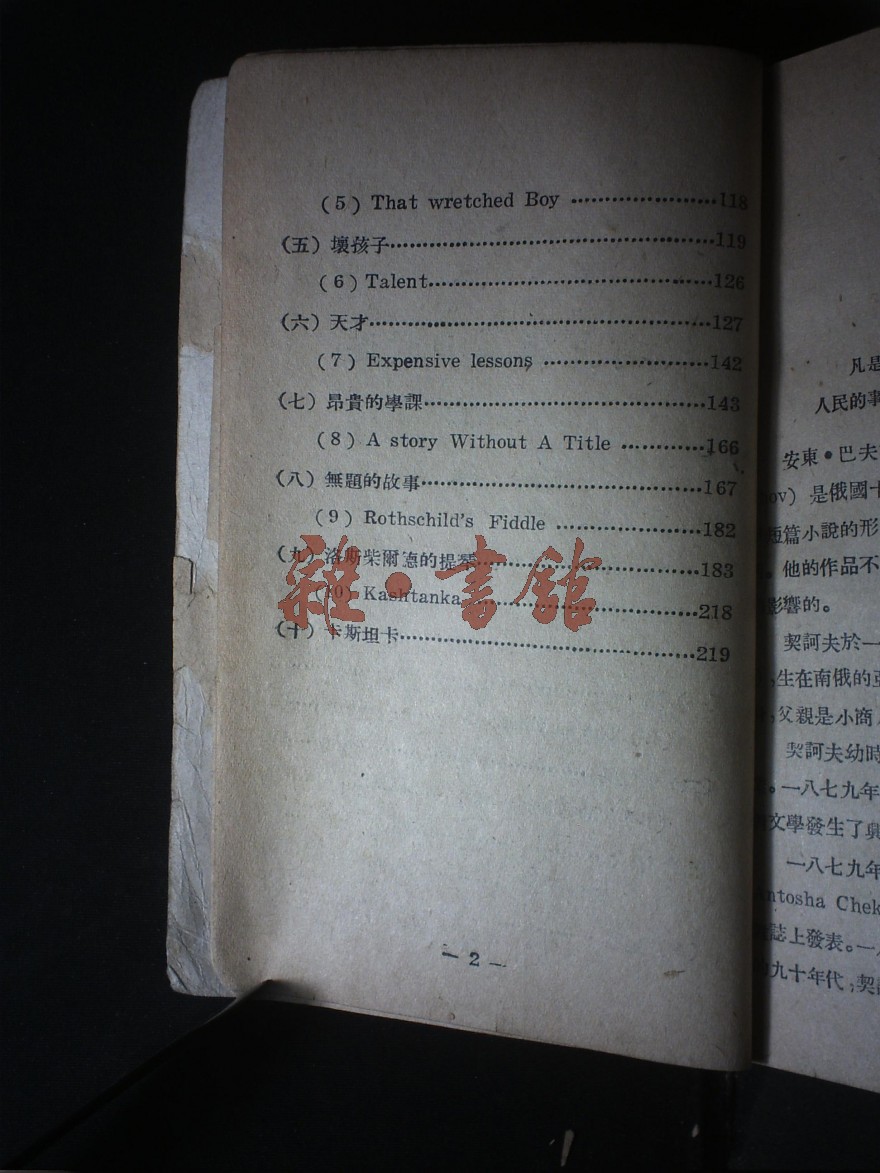 (5) That wretched Boy ……………………118
(五) 壞孩子……………………………………119
(6) Talent……………………………………126
(六) 天才………………………………………127
(7) Expensive lessons ……………………142
(七) 昂貴的學課………………………………143
(8) A story Without A Title ……………166
(八) 無題的故事………………………………167
(9) Rothschild's Fiddle …………………182
(九) 洛斯柴爾德的提琴………………………183
0) Kashtanka………………………………218
(十) 卡斯坦卡…………………………………219
— 2 —
雜·書館
凡是
人民的事
安東·巴夫
ov) 是俄國十
短篇小說的形
。他的作品不
影響的。
契訶夫於一
,生在南俄的
,父親是小商
契訶夫幼時
。一八七九年
文學發生了興
一八七九年
ntosha Chek
誌上發表。一
九十年代,契